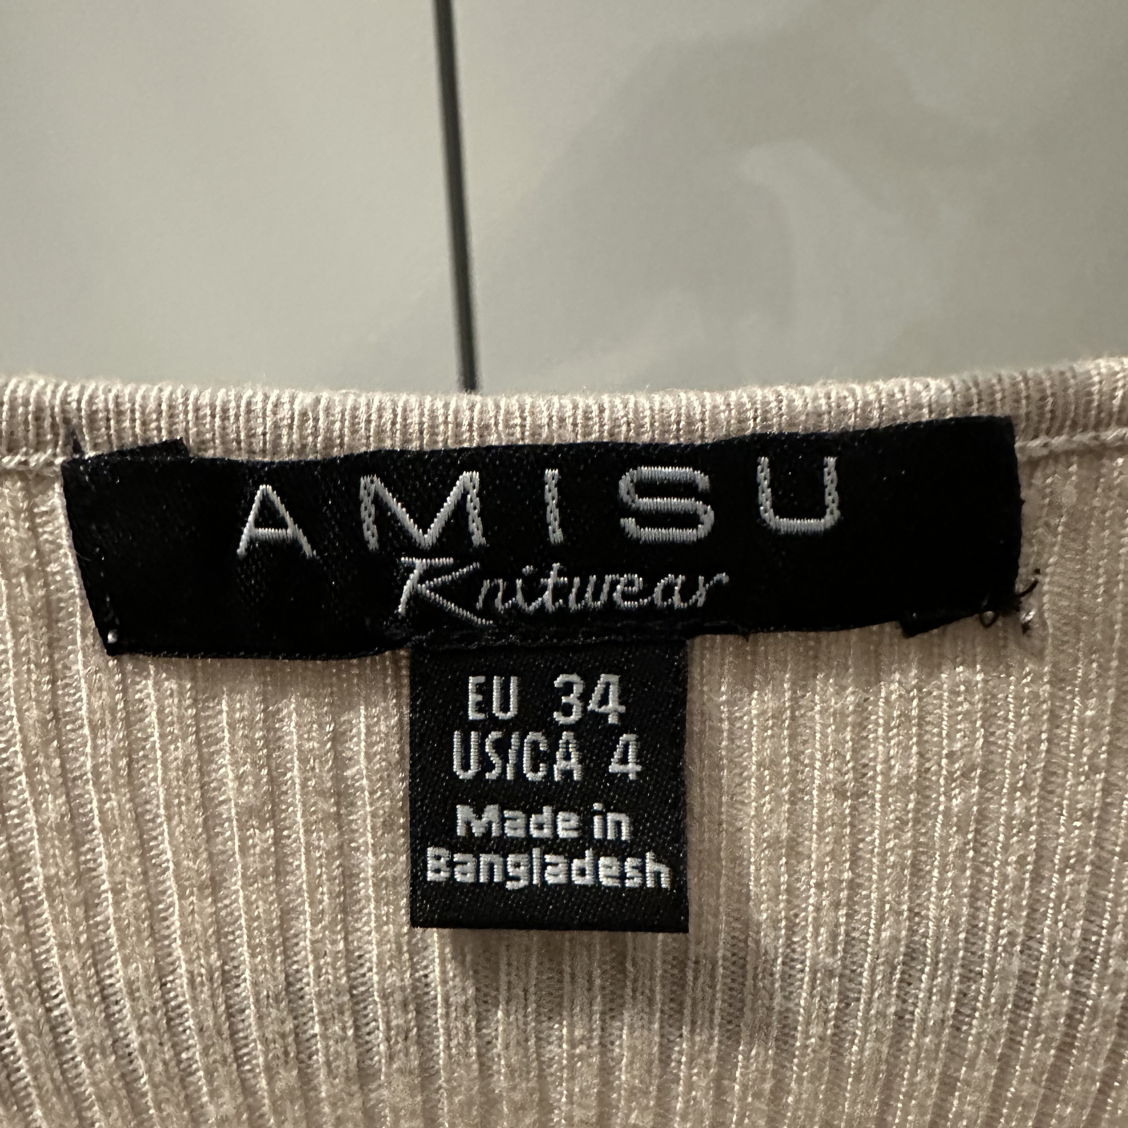 AMISU
Knitwear
EU 34
US/CA 4
Made in
Bangladesh